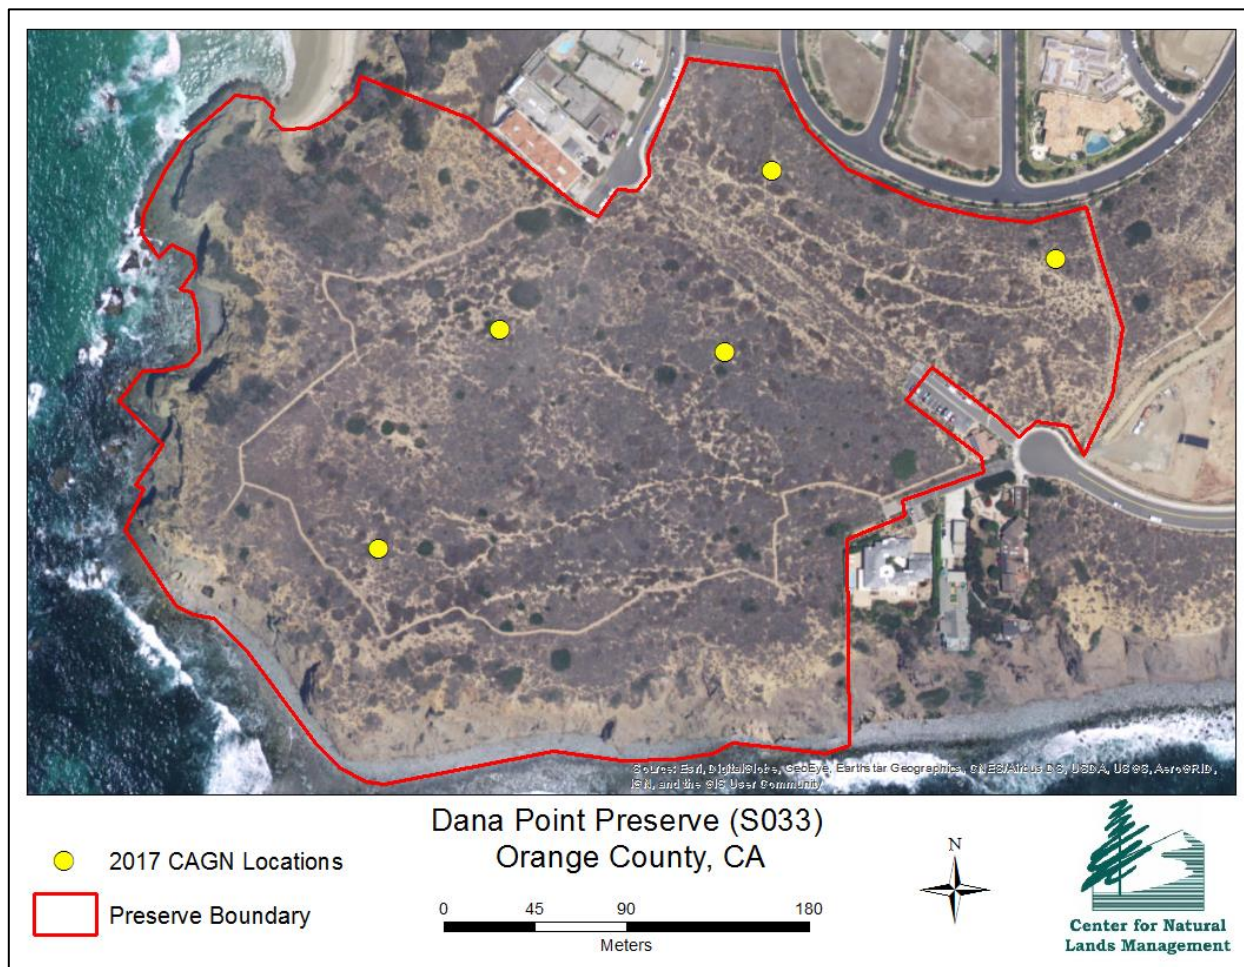 Source: Esri, DigitalGlobe, GeoEye, Earthstar Geographics, CNES/Airbus DS, USDA, USGS, AeroGRID,
IGN, and the GIS User Community
Dana Point Preserve (S033)
Orange County, CA
2017 CAGN Locations
Preserve Boundary
0 45 90 180
Meters
N
Center for Natural
Lands Management